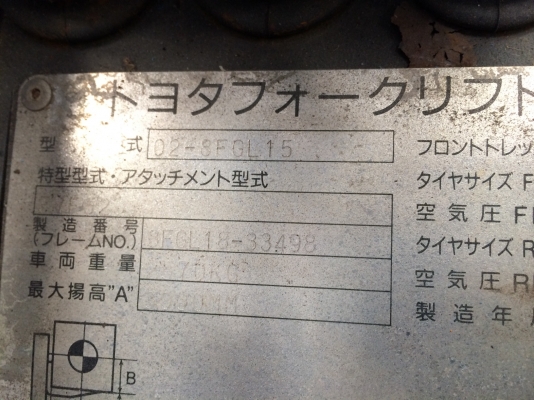 トヨタフォークリフト
型 式 02-8FGL15
特型型式・アタッチメント型式
製造番号
(フレームNO.) 8FGL18-33498
車両重量 70KG
最大揚高"A"
B
フロントトレッ
タイヤサイズ F
空気圧 F
タイヤサイズ R
空気圧 R
製造年